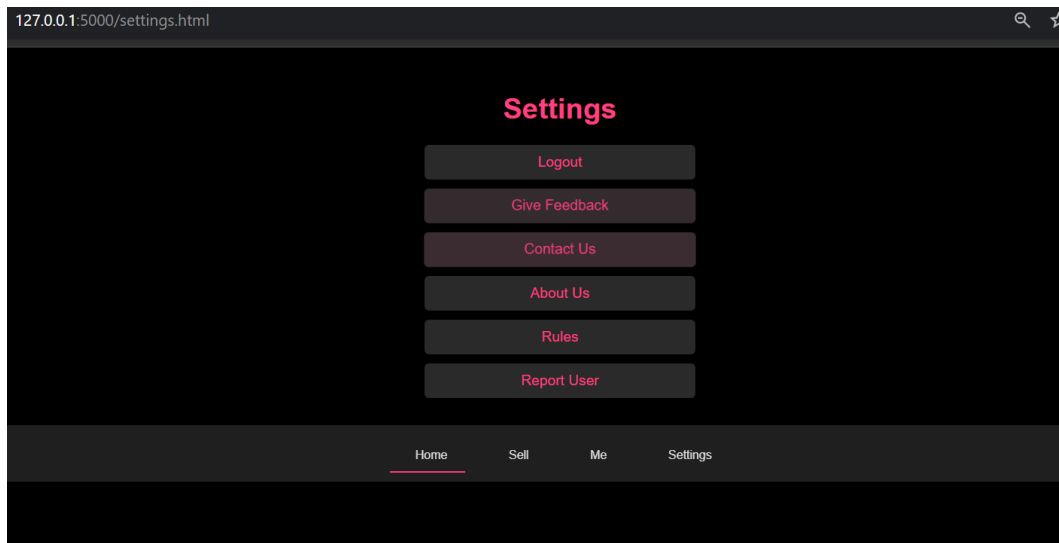 127.0.0.1:5000/settings.html
Settings
Logout
Give Feedback
Contact Us
About Us
Rules
Report User
Home Sell Me Settings